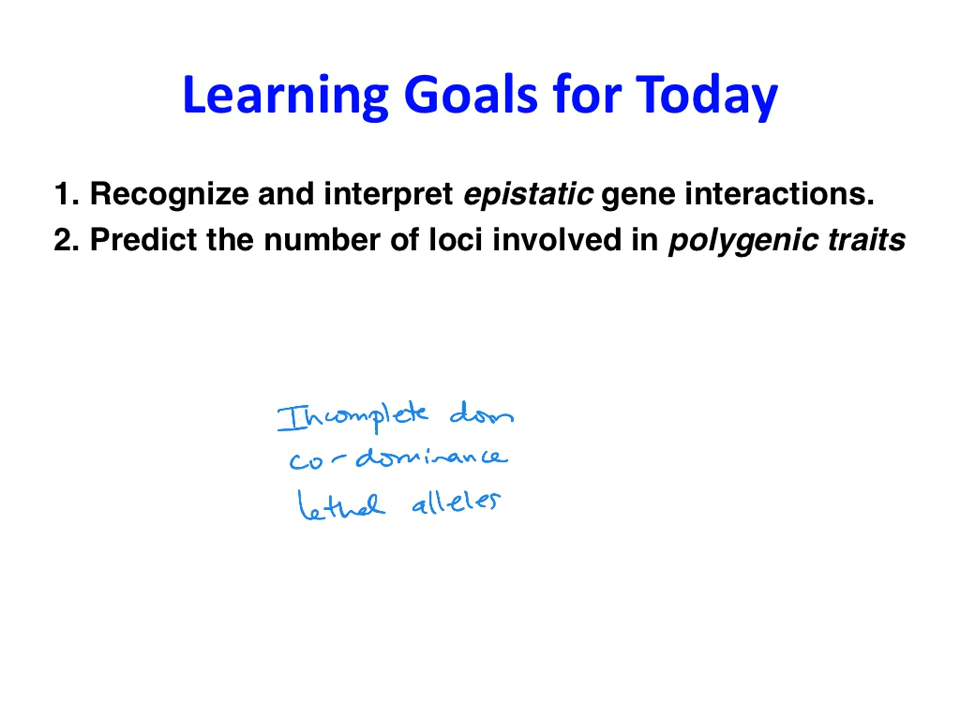 Learning Goals for Today
1. Recognize and interpret epistatic gene interactions.
2. Predict the number of loci involved in polygenic traits
Incomplete dom
co-dominance
lethal alleles